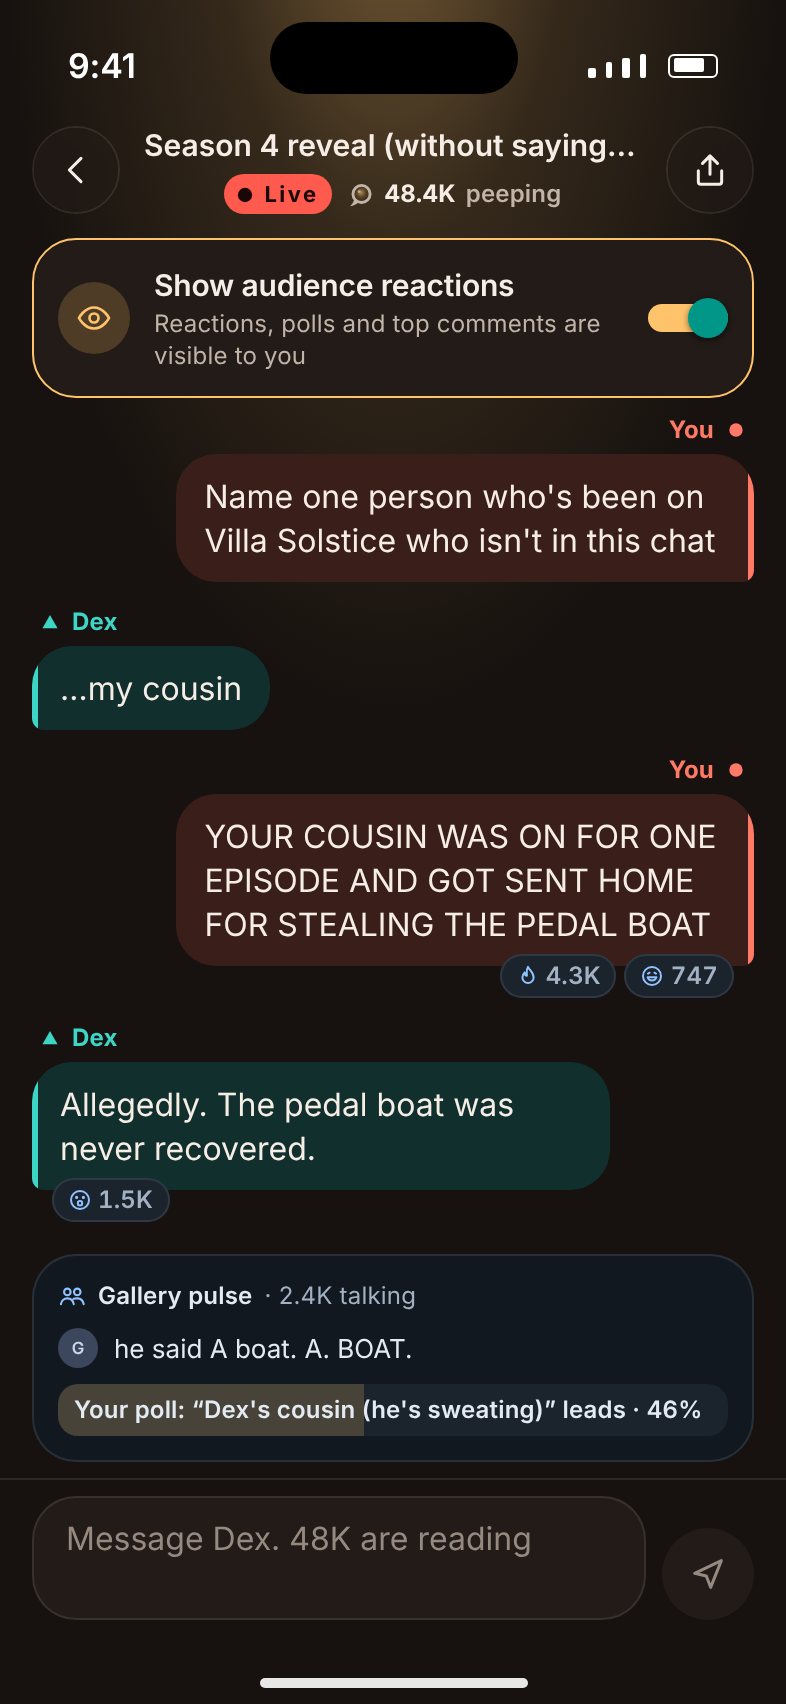 9:41
Season 4 reveal (without saying...
Live 48.4K peeping
Show audience reactions
Reactions, polls and top comments are
visible to you
You
Name one person who's been on
Villa Solstice who isn't in this chat
Dex
...my cousin
You
YOUR COUSIN WAS ON FOR ONE
EPISODE AND GOT SENT HOME
FOR STEALING THE PEDAL BOAT
4.3K 747
Dex
Allegedly. The pedal boat was
never recovered.
1.5K
Gallery pulse · 2.4K talking
G he said A boat. A. BOAT.
Your poll: “Dex's cousin (he's sweating)” leads · 46%
Message Dex. 48K are reading